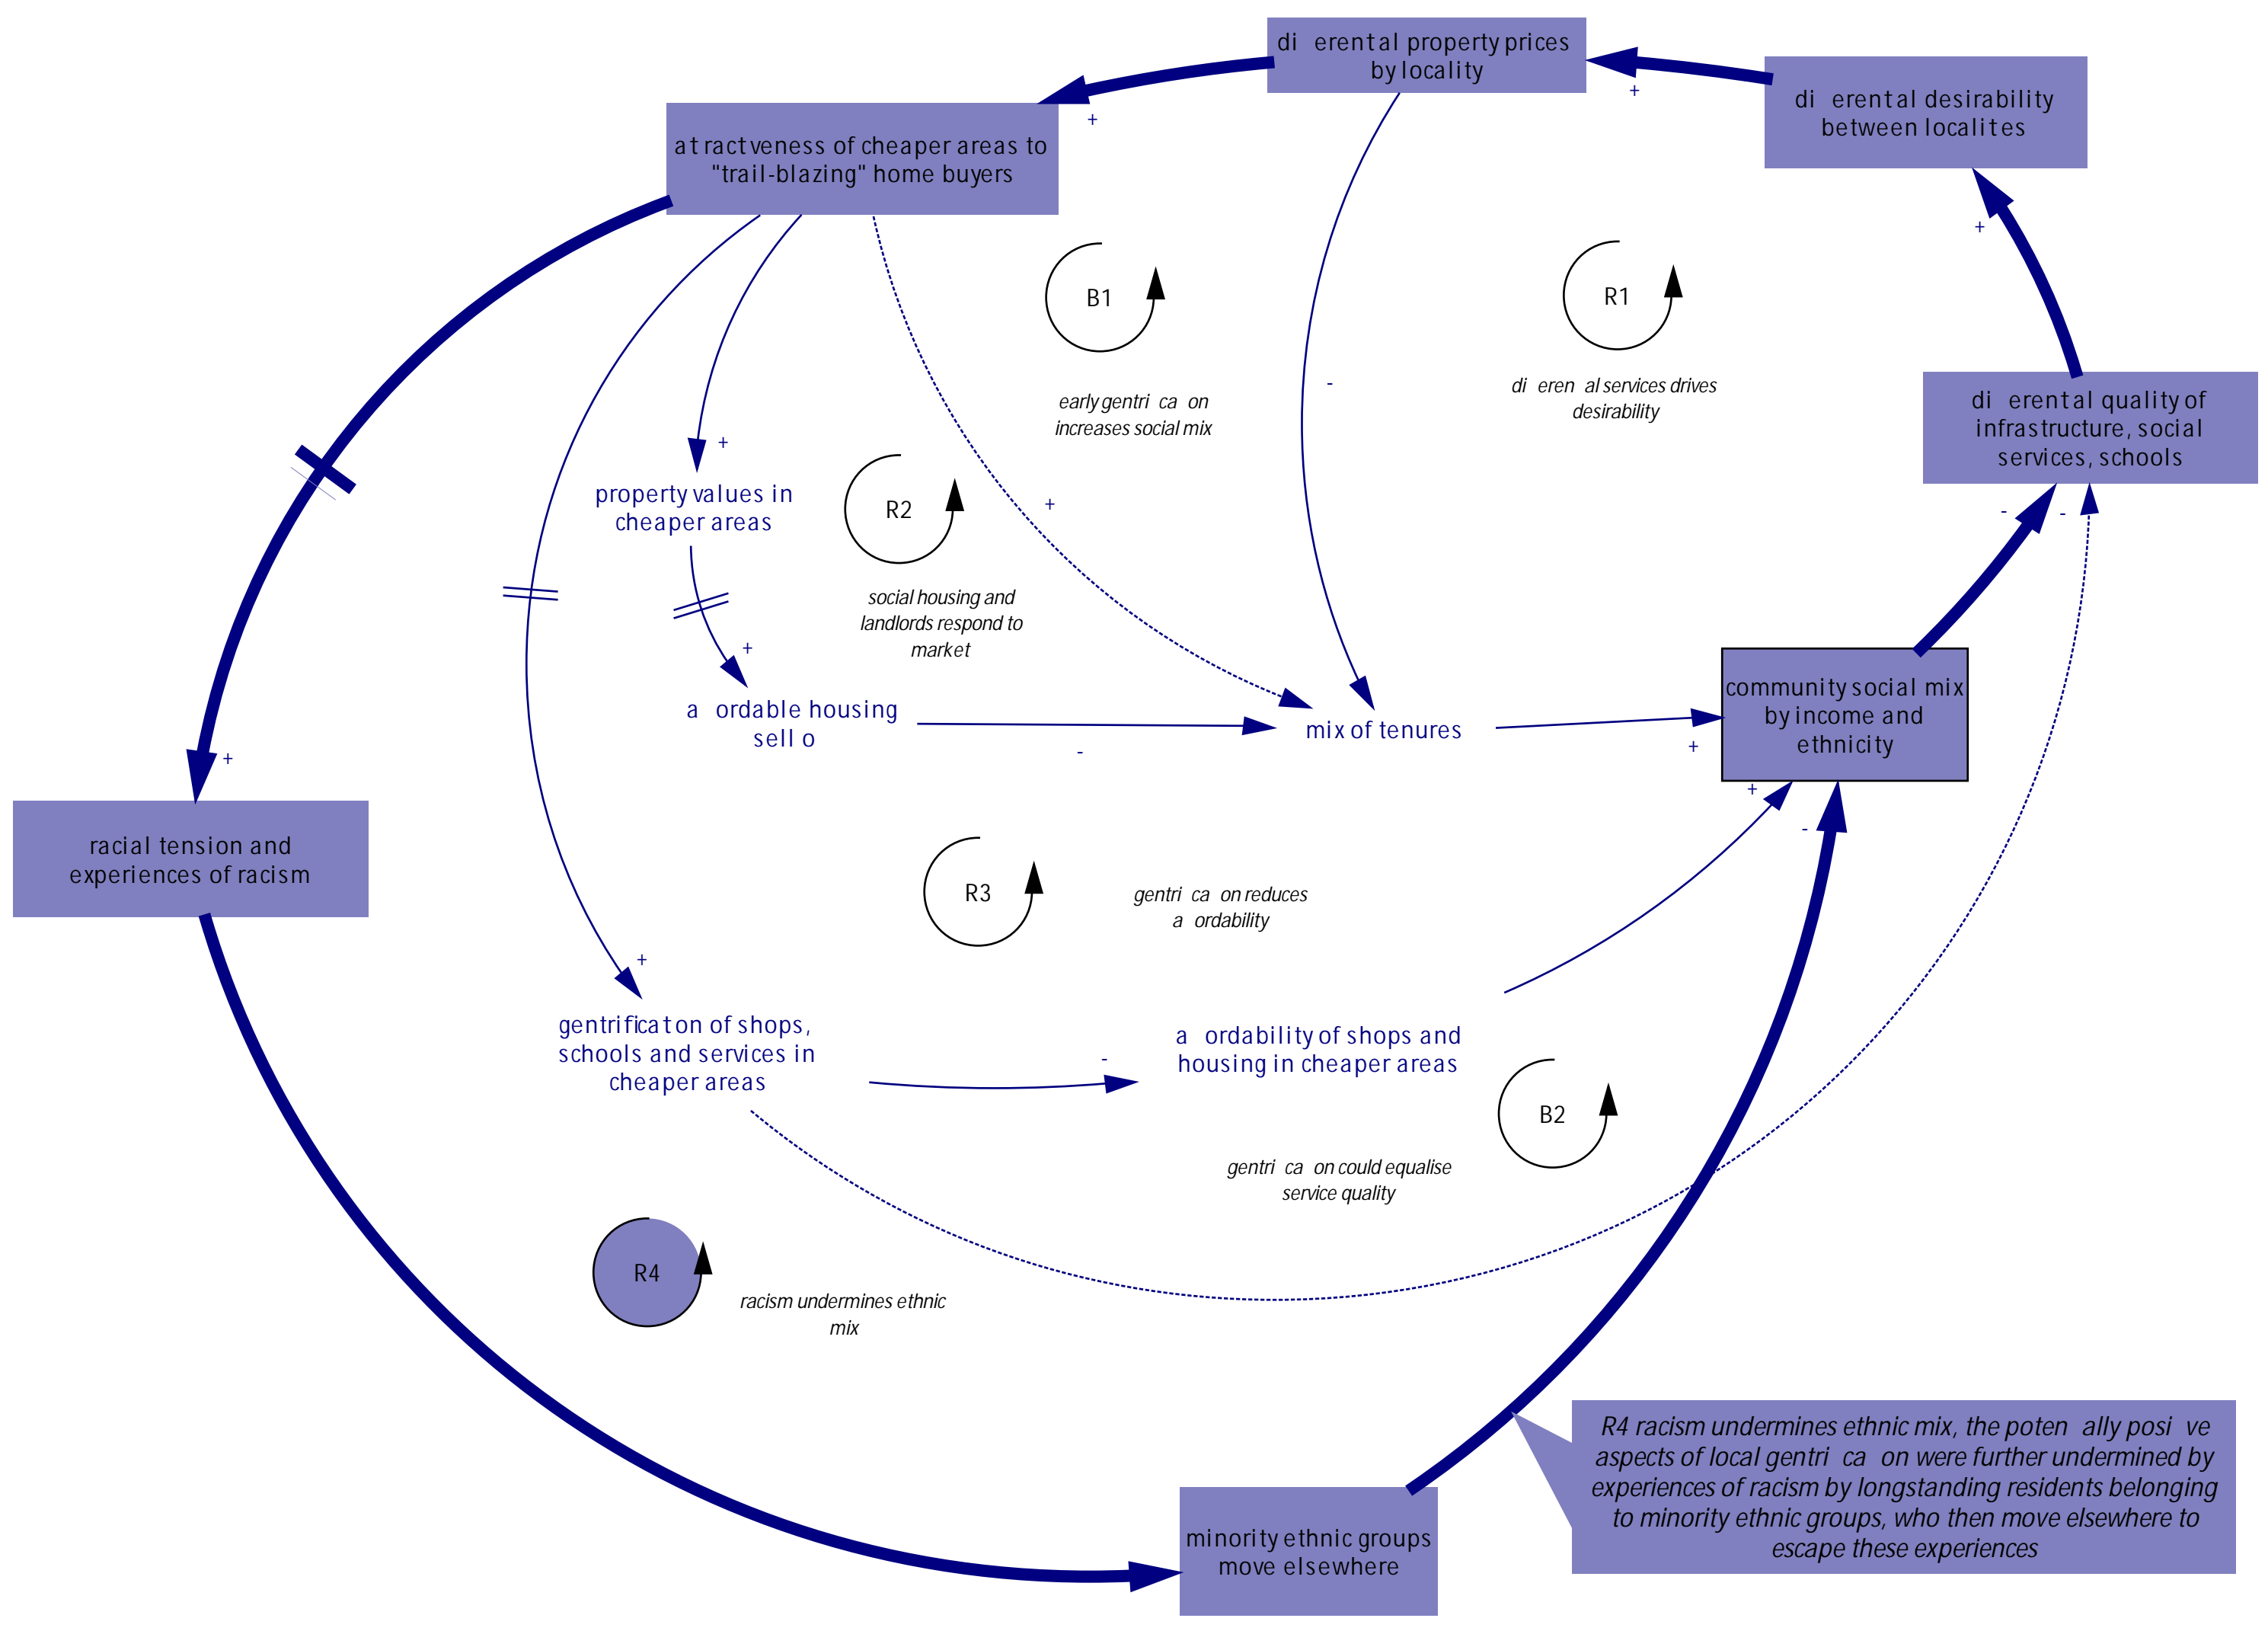 di erental property prices
by locality
di erental desirability
between localites
atractveness of cheaper areas to
"trail-blazing" home buyers
+
+
+
B1
R1
early gentri ca on
increases social mix
di eren al services drives
desirability
-
di erental quality of
infrastructure, social
services, schools
+
property values in
cheaper areas
R2
+
-
-
social housing and
landlords respond to
market
+
a ordable housing
sell o
-
mix of tenures
+
community social mix
by income and
ethnicity
+
racial tension and
experiences of racism
+
-
R3
gentri ca on reduces
a ordability
+
gentrificaton of shops,
schools and services in
cheaper areas
-
a ordability of shops and
housing in cheaper areas
B2
gentri ca on could equalise
service quality
R4
racism undermines ethnic
mix
R4 racism undermines ethnic mix, the poten ally posi ve
aspects of local gentri ca on were further undermined by
experiences of racism by longstanding residents belonging
to minority ethnic groups, who then move elsewhere to
escape these experiences
minority ethnic groups
move elsewhere